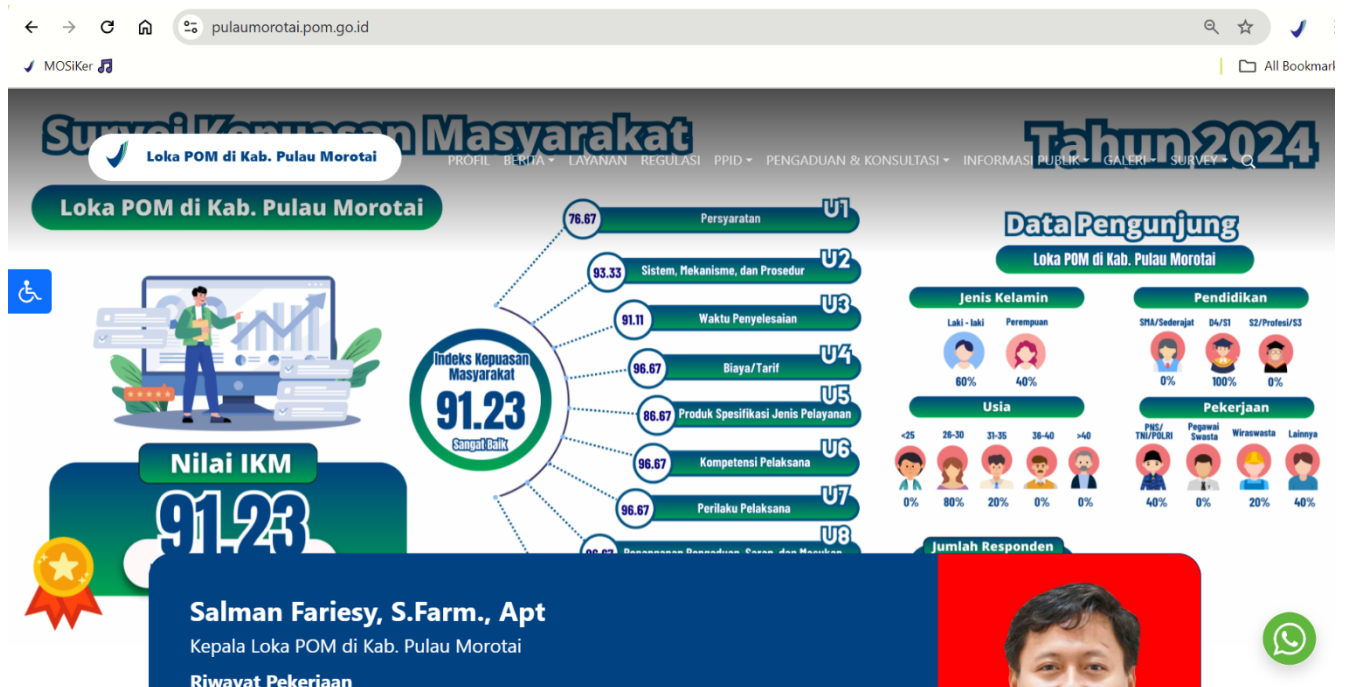 pulaumorotai.pom.go.id
MOSiKer
All Bookmark
Survei Kepuasan Masyarakat
Tahun 2024
Loka POM di Kab. Pulau Morotai
PROFIL BERITA LAYANAN REGULASI PPID PENGADUAN & KONSULTASI INFORMASI PUBLIK GALERI SURVEY
Loka POM di Kab. Pulau Morotai
76.67 Persyaratan U1
93.33 Sistem, Mekanisme, dan Prosedur U2
91.11 Waktu Penyelesaian U3
96.67 Biaya/Tarif U4
86.67 Produk Spesifikasi Jenis Pelayanan U5
96.67 Kompetensi Pelaksana U6
96.67 Perilaku Pelaksana U7
96.67 Penanganan Pengaduan, Saran, dan Masukan U8
Indeks Kepuasan
Masyarakat
91.23
Sangat Baik
Nilai IKM
91.23
Data Pengunjung
Loka POM di Kab. Pulau Morotai
Jenis Kelamin
Laki - laki Perempuan
60% 40%
Pendidikan
SMA/Sederajat D4/S1 S2/Profesi/S3
0% 100% 0%
Usia
<25 26-30 31-35 36-40 >40
0% 80% 20% 0% 0%
Pekerjaan
PNS/
TNI/POLRI
Pegawai
Swasta
Wiraswasta
Lainnya
40% 0% 20% 40%
Jumlah Responden
Salman Fariesy, S.Farm., Apt
Kepala Loka POM di Kab. Pulau Morotai
Riwayat Pekerjaan